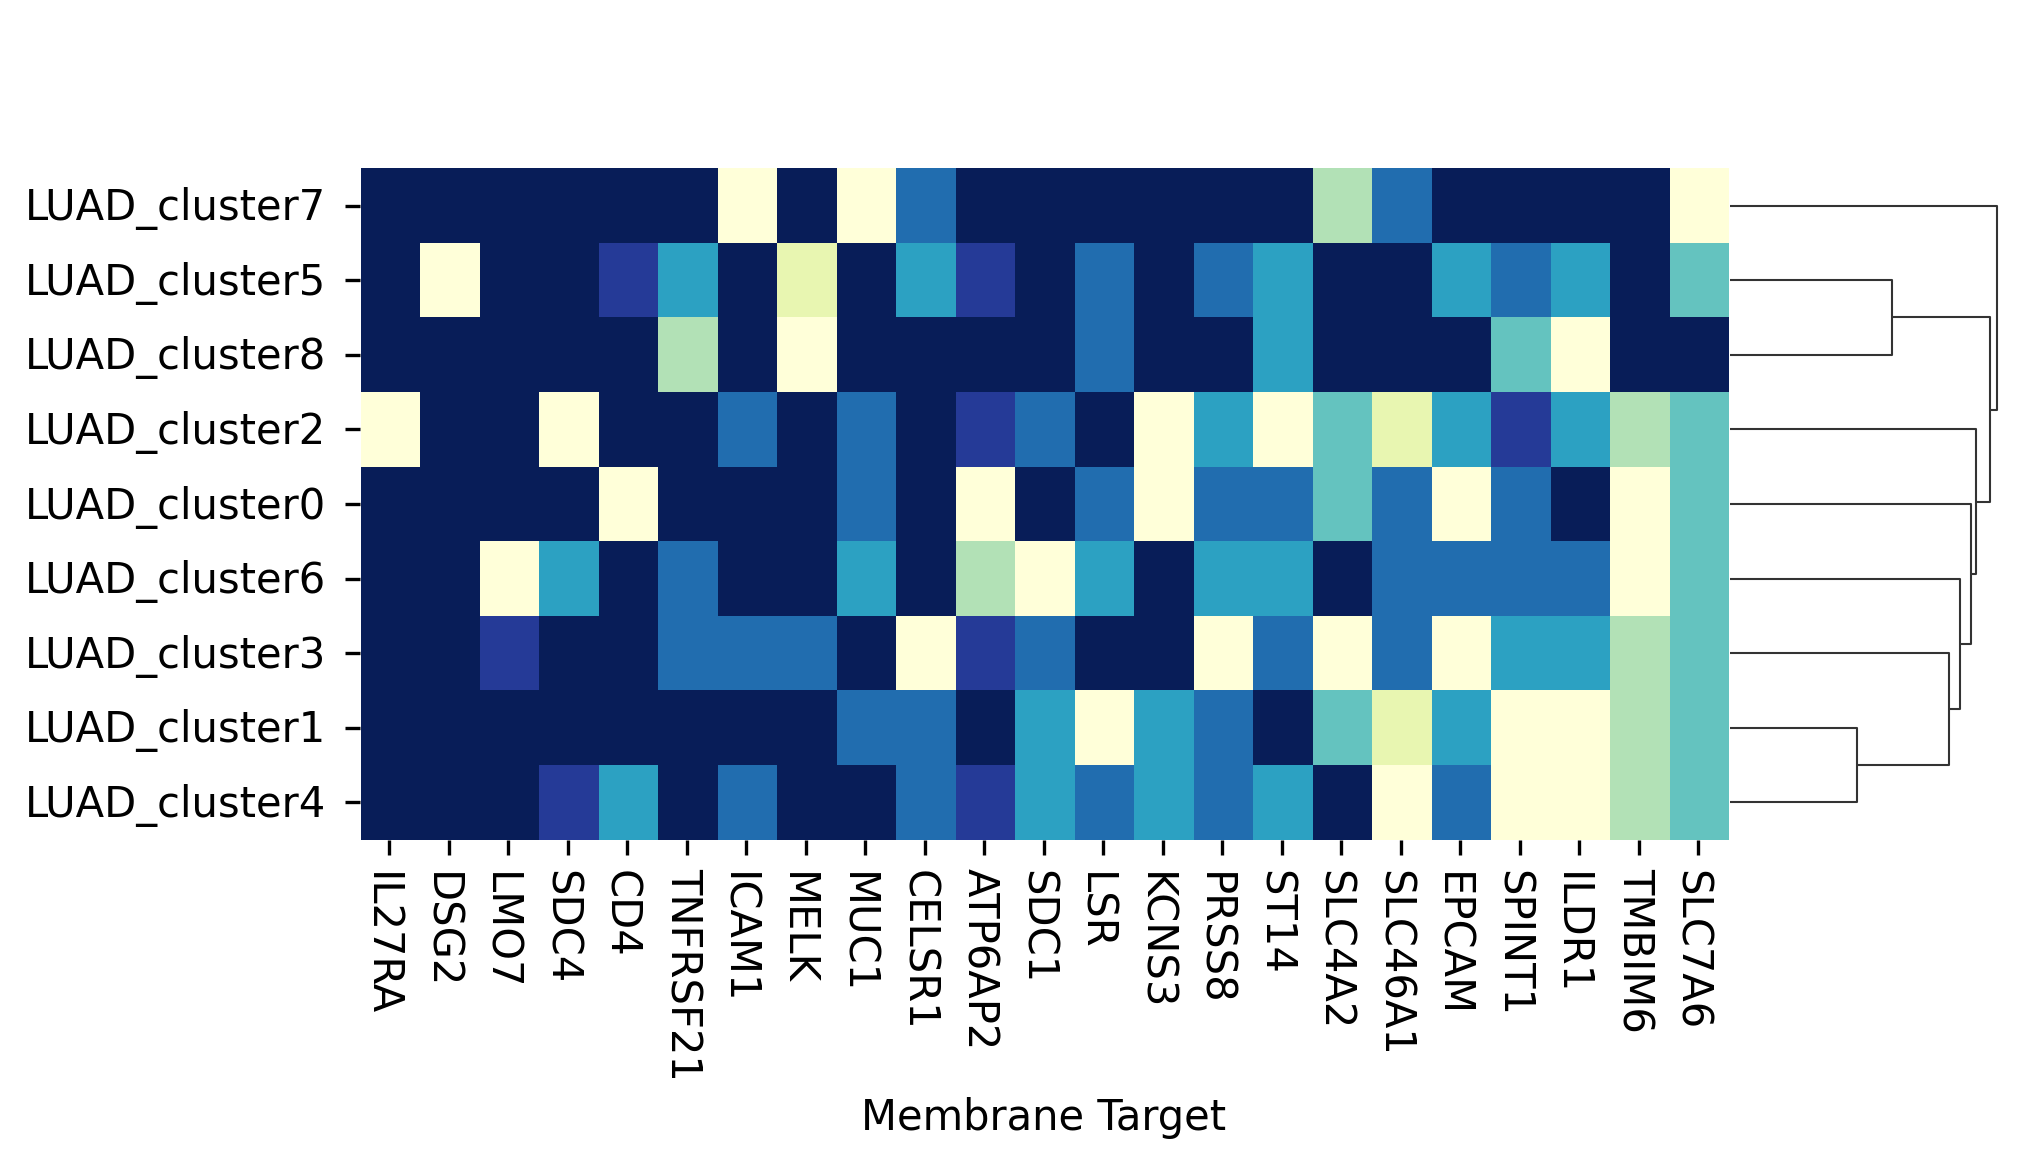 LUAD_cluster7
LUAD_cluster5
LUAD_cluster8
LUAD_cluster2
LUAD_cluster0
LUAD_cluster6
LUAD_cluster3
LUAD_cluster1
LUAD_cluster4
IL27RA
DSG2
LMO7
SDC4
CD4
TNFRSF21
ICAM1
MELK
MUC1
CELSR1
ATP6AP2
SDC1
LSR
KCNS3
PRSS8
ST14
SLC4A2
SLC46A1
EPCAM
SPINT1
ILDR1
TMBIM6
SLC7A6
Membrane Target